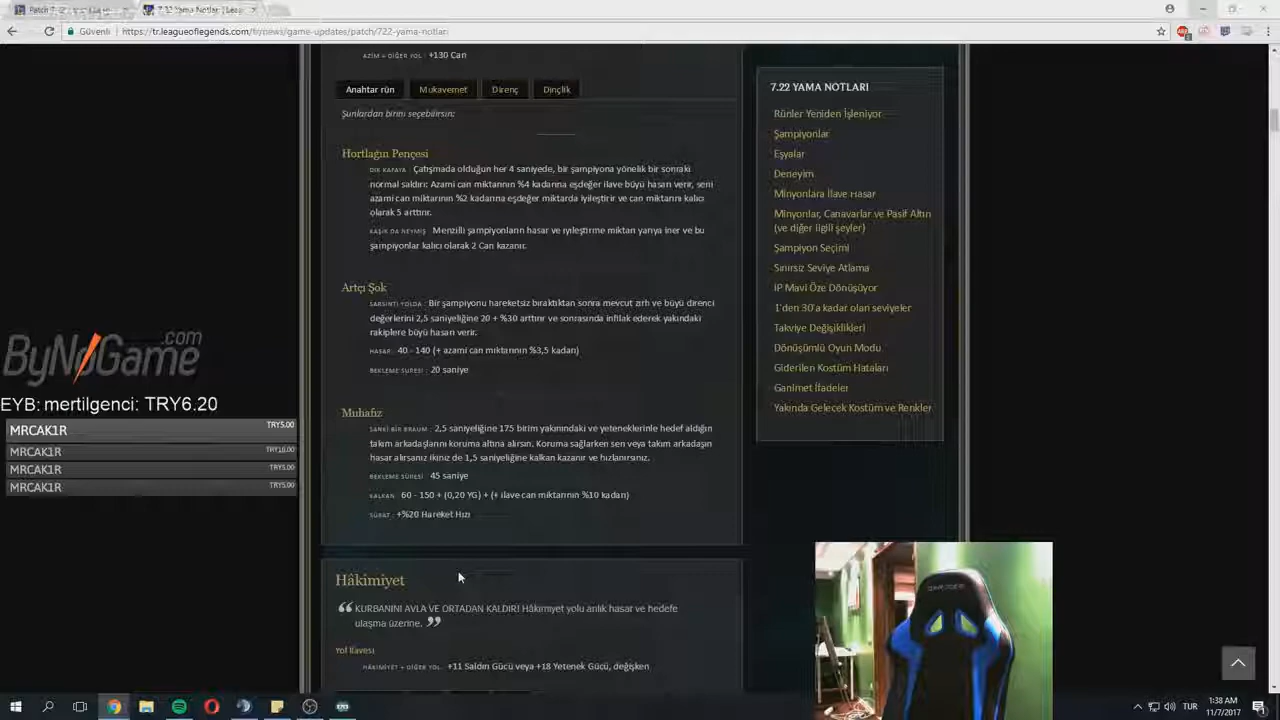 7.22 Yama Notları | Leag
Güvenli
https://tr.leagueoflegends.com/tr/news/game-updates/patch/722-yama-notlari
AZİM + DİĞER YOL : +130 Can
Anahtar rün
Mukavemet
Direnç
Dinçlik
Şunlardan birini seçebilirsin:
Hortlağın Pençesi
DİK KAFAYA : Çatışmada olduğun her 4 saniyede, bir şampiyona yönelik bir sonraki
normal saldırı: Azami can miktarının %4 kadarına eşdeğer ilave büyü hasarı verir, seni
azami can miktarının %2 kadarına eşdeğer miktarda iyileştirir ve can miktarını kalıcı
olarak 5 arttırır.
KAŞIK DA NEYMİŞ Menzilli şampiyonların hasar ve iyileştirme miktarı yarıya iner ve bu
şampiyonlar kalıcı olarak 2 Can kazanır.
Artçı Şok
SARSINTI YOLDA : Bir şampiyonu hareketsiz bıraktıktan sonra mevcut zırh ve büyü direnci
değerlerini 2,5 saniyeliğine 20 + %30 arttırır ve sonrasında infilak ederek yakındaki
rakiplere büyü hasarı verir.
HASAR : 40 - 140 (+ azami can miktarının %3,5 kadarı)
BEKLEME SÜRESİ : 20 saniye
Muhafız
SANKİ BİR BRAUM : 2,5 saniyeliğine 175 birim yakınındaki ve yeteneklerinle hedef aldığın
takım arkadaşlarını koruma altına alırsın. Koruma sağlarken sen veya takım arkadaşın
hasar alırsanız ikiniz de 1,5 saniyeliğine kalkan kazanır ve hızlanırsınız.
BEKLEME SÜRESİ : 45 saniye
KALKAN : 60 - 150 + (0,20 YG) + (+ ilave can miktarının %10 kadarı)
SÜRAT : +%20 Hareket Hızı
Hâkimiyet
KURBANINI AVLA VE ORTADAN KALDIR! Hâkimiyet yolu anlık hasar ve hedefe
ulaşma üzerine.
Yol İlavesi
HÂKİMİYET + DİĞER YOL : +11 Saldırı Gücü veya +18 Yetenek Gücü, değişken
7.22 YAMA NOTLARI
Rünler Yeniden İşleniyor
Şampiyonlar
Eşyalar
Deneyim
Minyonlara İlave Hasar
Minyonlar, Canavarlar ve Pasif Altın
(ve diğer ilgili şeyler)
Şampiyon Seçimi
Sınırsız Seviye Atlama
İP Mavi Öze Dönüşüyor
1'den 30'a kadar olan seviyeler
Takviye Değişiklikleri
Dönüşümlü Oyun Modu
Giderilen Kostüm Hataları
Ganimet İfadeler
Yakında Gelecek Kostüm ve Renkler
ByNoGame.com
EYB: mertilgenci: TRY6.20
MRCAK1R TRY5.00
MRCAK1R TRY10.00
MRCAK1R TRY5.00
MRCAK1R TRY5.00
TUR
1:38 AM
11/7/2017